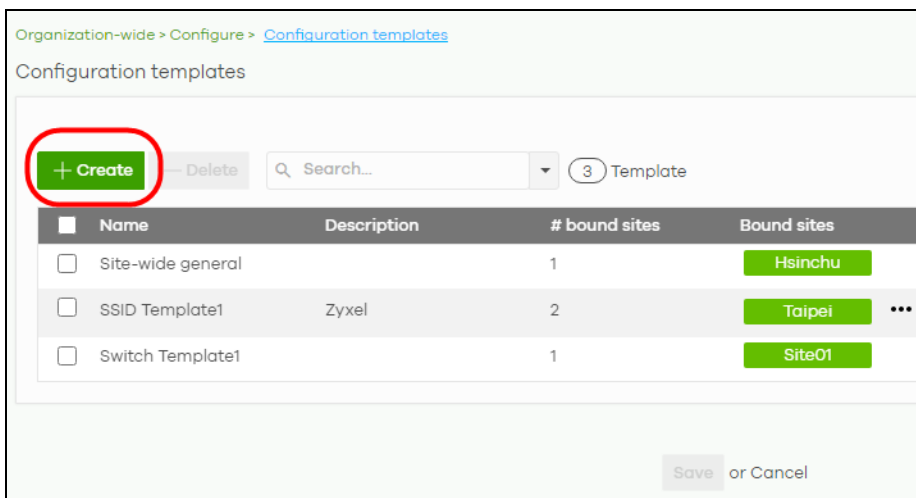 Organization-wide > Configure > Configuration templates
Configuration templates
+ Create — Delete Search... 3 Template
Name Description # bound sites Bound sites
Site-wide general 1 Hsinchu
SSID Template1 Zyxel 2 Taipei •••
Switch Template1 1 Site01
Save or Cancel